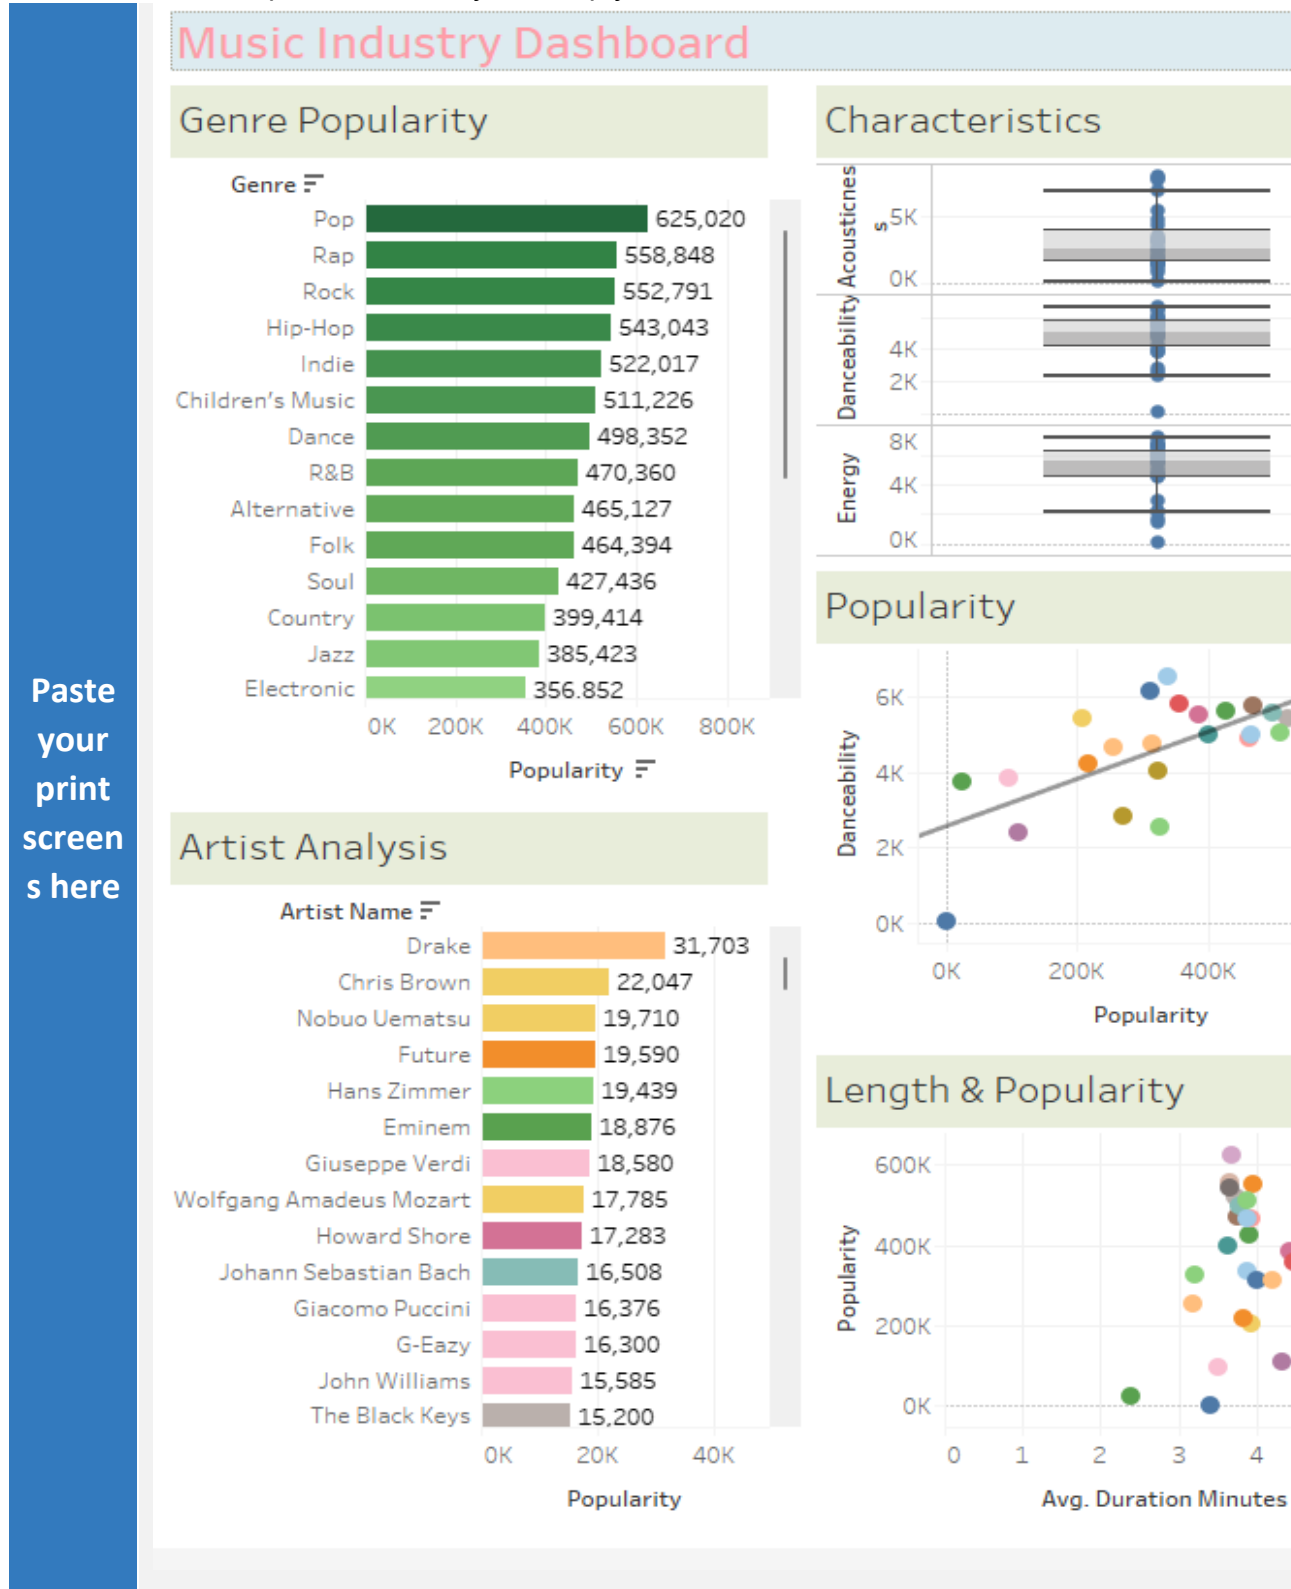 Music Industry Dashboard
Genre Popularity
Genre
Pop 625,020
Rap 558,848
Rock 552,791
Hip-Hop 543,043
Indie 522,017
Children's Music 511,226
Dance 498,352
R&B 470,360
Alternative 465,127
Folk 464,394
Soul 427,436
Country 399,414
Jazz 385,423
Electronic 356,852
0K 200K 400K 600K 800K
Popularity
Artist Analysis
Artist Name
Drake 31,703
Chris Brown 22,047
Nobuo Uematsu 19,710
Future 19,590
Hans Zimmer 19,439
Eminem 18,876
Giuseppe Verdi 18,580
Wolfgang Amadeus Mozart 17,785
Howard Shore 17,283
Johann Sebastian Bach 16,508
Giacomo Puccini 16,376
G-Eazy 16,300
John Williams 15,585
The Black Keys 15,200
0K 20K 40K
Popularity
Characteristics
Acousticnes
s
5K
0K
Danceability
4K
2K
Energy
8K
4K
0K
Popularity
Danceability
6K
4K
2K
0K
0K 200K 400K
Popularity
Length & Popularity
Popularity
600K
400K
200K
0K
0 1 2 3 4
Avg. Duration Minutes
Paste
your
print
screen
s here